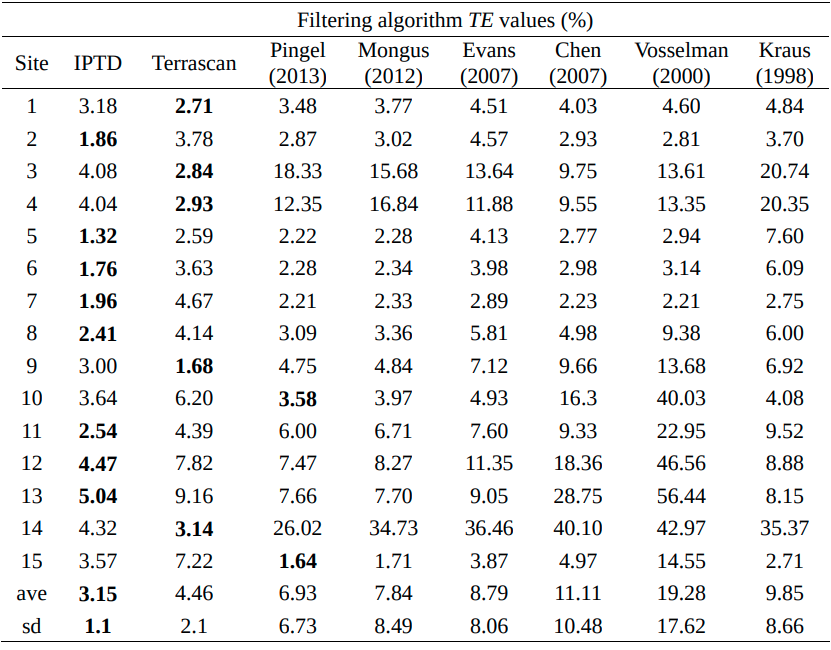 Filtering algorithm TE values (%)
Site IPTD Terrascan Pingel (2013) Mongus (2012) Evans (2007) Chen (2007) Vosselman (2000) Kraus (1998)
1 3.18 2.71 3.48 3.77 4.51 4.03 4.60 4.84
2 1.86 3.78 2.87 3.02 4.57 2.93 2.81 3.70
3 4.08 2.84 18.33 15.68 13.64 9.75 13.61 20.74
4 4.04 2.93 12.35 16.84 11.88 9.55 13.35 20.35
5 1.32 2.59 2.22 2.28 4.13 2.77 2.94 7.60
6 1.76 3.63 2.28 2.34 3.98 2.98 3.14 6.09
7 1.96 4.67 2.21 2.33 2.89 2.23 2.21 2.75
8 2.41 4.14 3.09 3.36 5.81 4.98 9.38 6.00
9 3.00 1.68 4.75 4.84 7.12 9.66 13.68 6.92
10 3.64 6.20 3.58 3.97 4.93 16.3 40.03 4.08
11 2.54 4.39 6.00 6.71 7.60 9.33 22.95 9.52
12 4.47 7.82 7.47 8.27 11.35 18.36 46.56 8.88
13 5.04 9.16 7.66 7.70 9.05 28.75 56.44 8.15
14 4.32 3.14 26.02 34.73 36.46 40.10 42.97 35.37
15 3.57 7.22 1.64 1.71 3.87 4.97 14.55 2.71
ave 3.15 4.46 6.93 7.84 8.79 11.11 19.28 9.85
sd 1.1 2.1 6.73 8.49 8.06 10.48 17.62 8.66